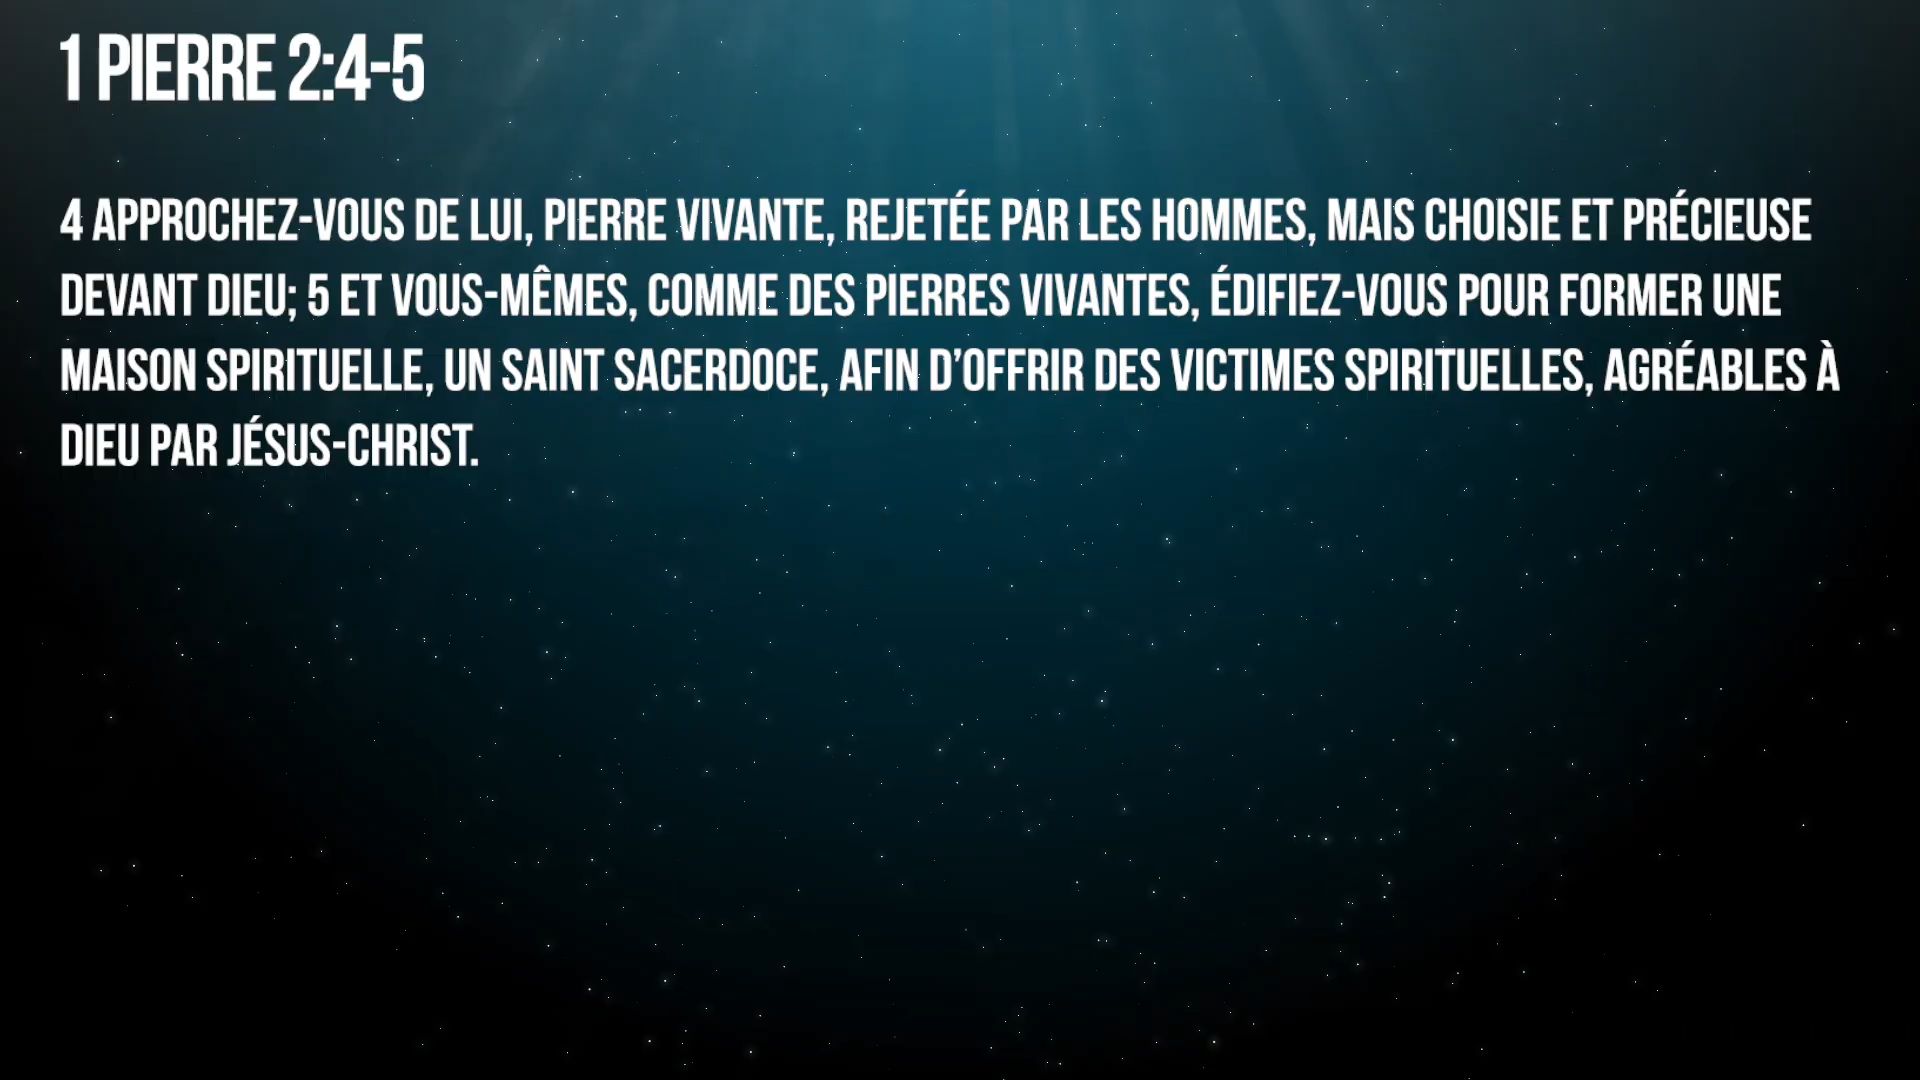 1 PIERRE 2:4-5
4 APPROCHEZ-VOUS DE LUI, PIERRE VIVANTE, REJETÉE PAR LES HOMMES, MAIS CHOISIE ET PRÉCIEUSE
DEVANT DIEU; 5 ET VOUS-MÊMES, COMME DES PIERRES VIVANTES, ÉDIFIEZ-VOUS POUR FORMER UNE
MAISON SPIRITUELLE, UN SAINT SACERDOCE, AFIN D’OFFRIR DES VICTIMES SPIRITUELLES, AGRÉABLES À
DIEU PAR JÉSUS-CHRIST.